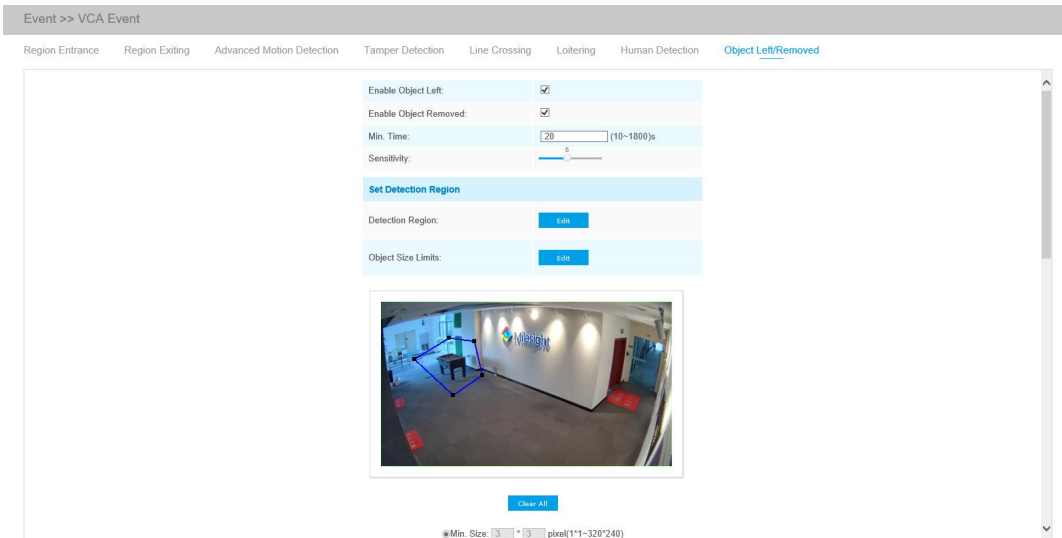 Event >> VCA Event
Region Entrance Region Exiting Advanced Motion Detection Tamper Detection Line Crossing Loitering Human Detection Object Left/Removed
Enable Object Left:
Enable Object Removed:
Min. Time: 20 (10~1800)s
5
Sensitivity:
Set Detection Region
Detection Region: Edit
Object Size Limits: Edit
Milesight
Clear All
Min. Size: 3 * 3 pixel(1*1~320*240)